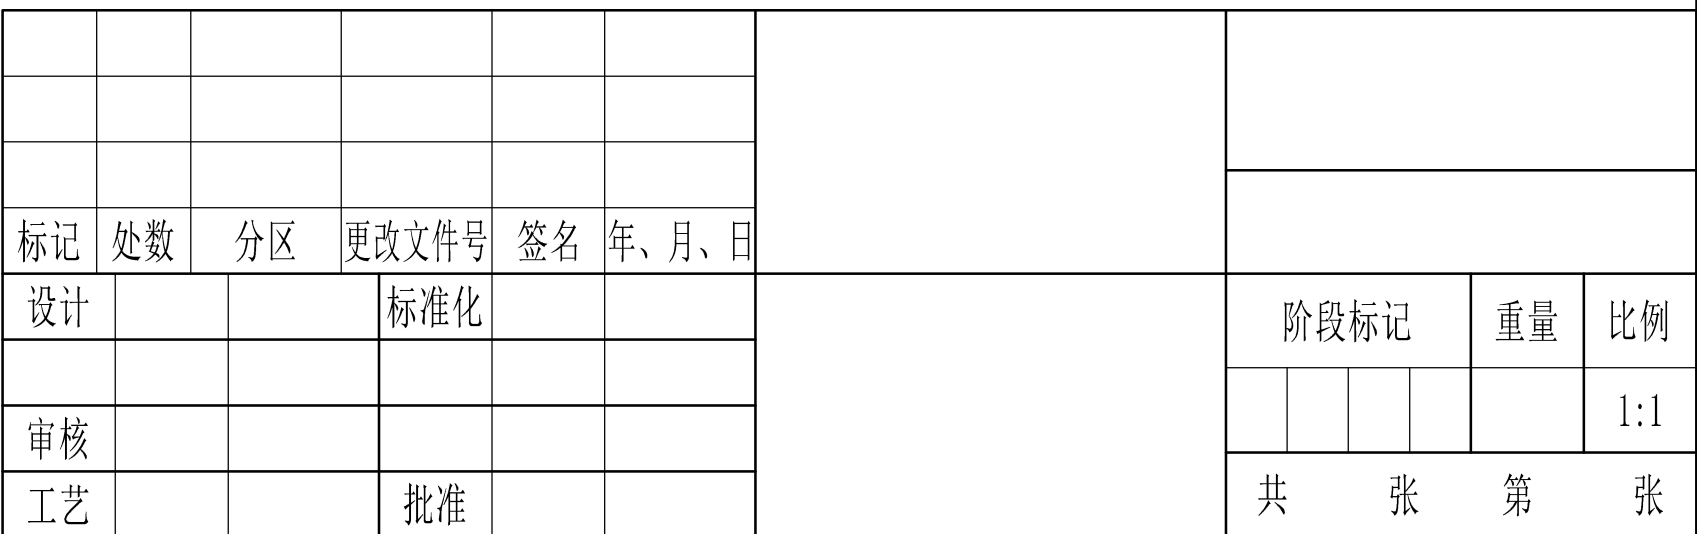 标记 处数 分区 更改文件号 签名 年、月、日
设计 标准化 阶段标记 重量 比例
审核 1:1
工艺 批准 共 张 第 张